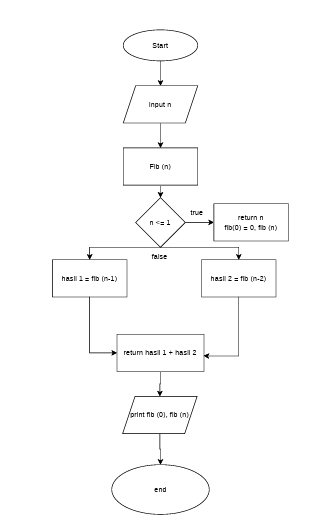 Start
Input n
Fib (n)
n <= 1
true
return n
fib(0) = 0, fib (n)
false
hasil 1 = fib (n-1)
hasil 2 = fib (n-2)
return hasil 1 + hasil 2
print fib (0), fib (n)
end